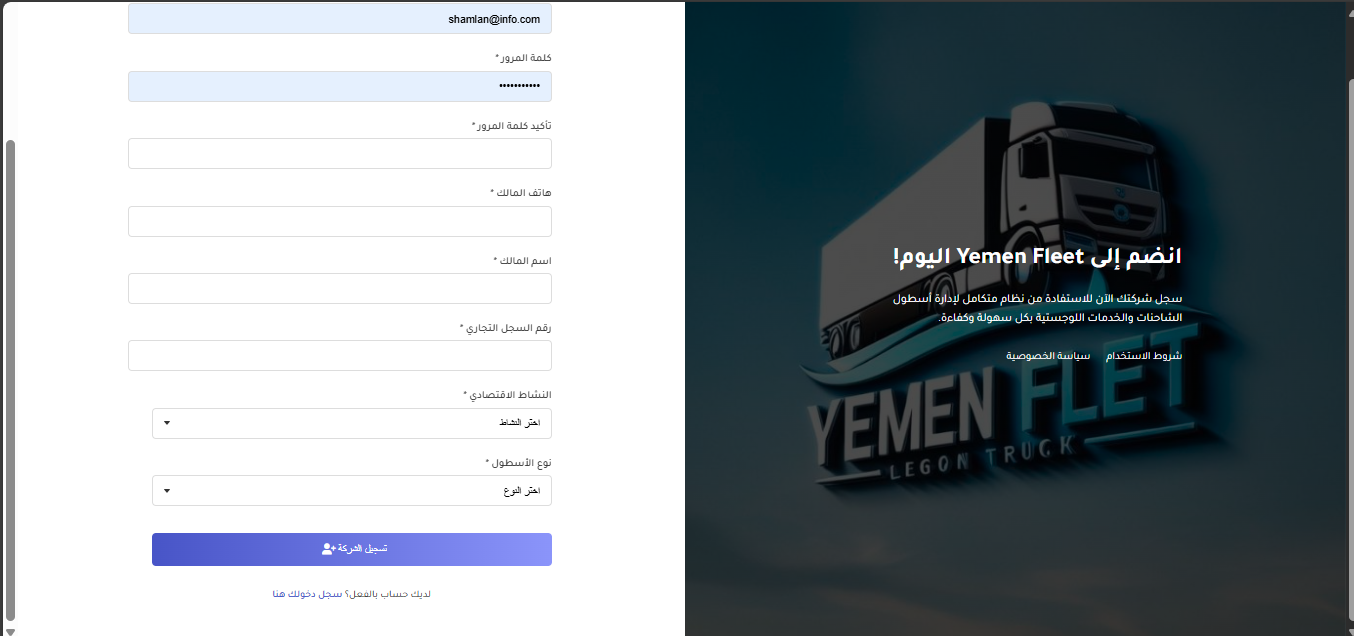 shamlan@info.com
كلمة المرور *
•••••••••••
تأكيد كلمة المرور *
هاتف المالك *
اسم المالك *
رقم السجل التجاري *
النشاط الاقتصادي *
اختر النشاط
نوع الأسطول *
اختر النوع
تسجيل الشركة
لديك حساب بالفعل؟ سجل دخولك هنا
انضم إلى Yemen Fleet اليوم!
سجل شركتك الآن للاستفادة من نظام متكامل لإدارة أسطول
الشاحنات والخدمات اللوجستية بكل سهولة وكفاءة.
شروط الاستخدام سياسة الخصوصية
YEMEN FLET
LEGON TRUCK